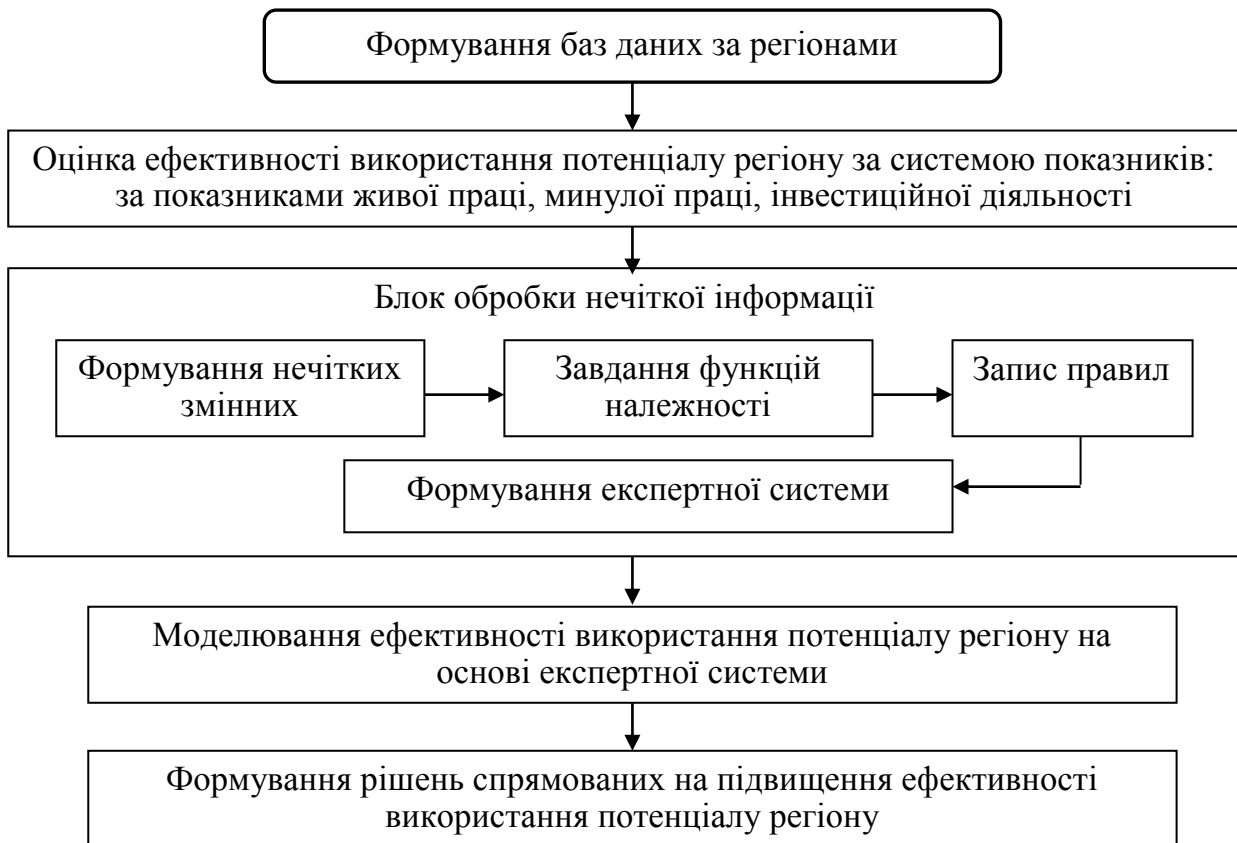 Формування баз даних за регіонами
Оцінка ефективності використання потенціалу регіону за системою показників:
за показниками живої праці, минулої праці, інвестиційної діяльності
Блок обробки нечіткої інформації
Формування нечітких
змінних
Завдання функцій
належності
Запис правил
Формування експертної системи
Моделювання ефективності використання потенціалу регіону на
основі експертної системи
Формування рішень спрямованих на підвищення ефективності
використання потенціалу регіону